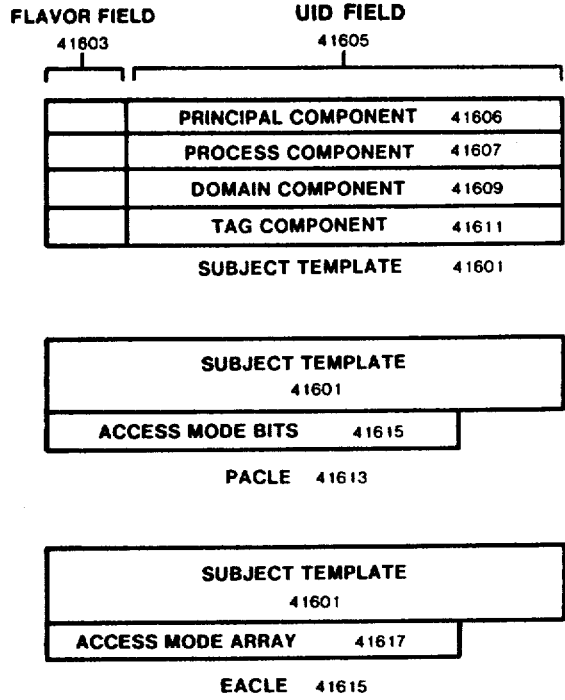 FLAVOR FIELD UID FIELD
41603 41605
PRINCIPAL COMPONENT 41606
PROCESS COMPONENT 41607
DOMAIN COMPONENT 41609
TAG COMPONENT 41611
SUBJECT TEMPLATE 41601
SUBJECT TEMPLATE
41601
ACCESS MODE BITS 41615
PACLE 41613
SUBJECT TEMPLATE
41601
ACCESS MODE ARRAY 41617
EACLE 41615